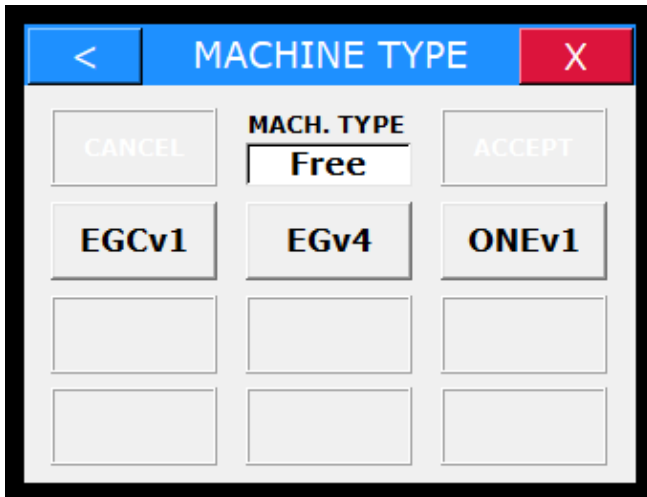 < MACHINE TYPE X
CANCEL MACH. TYPE ACCEPT
Free
EGCv1 EGv4 ONEv1